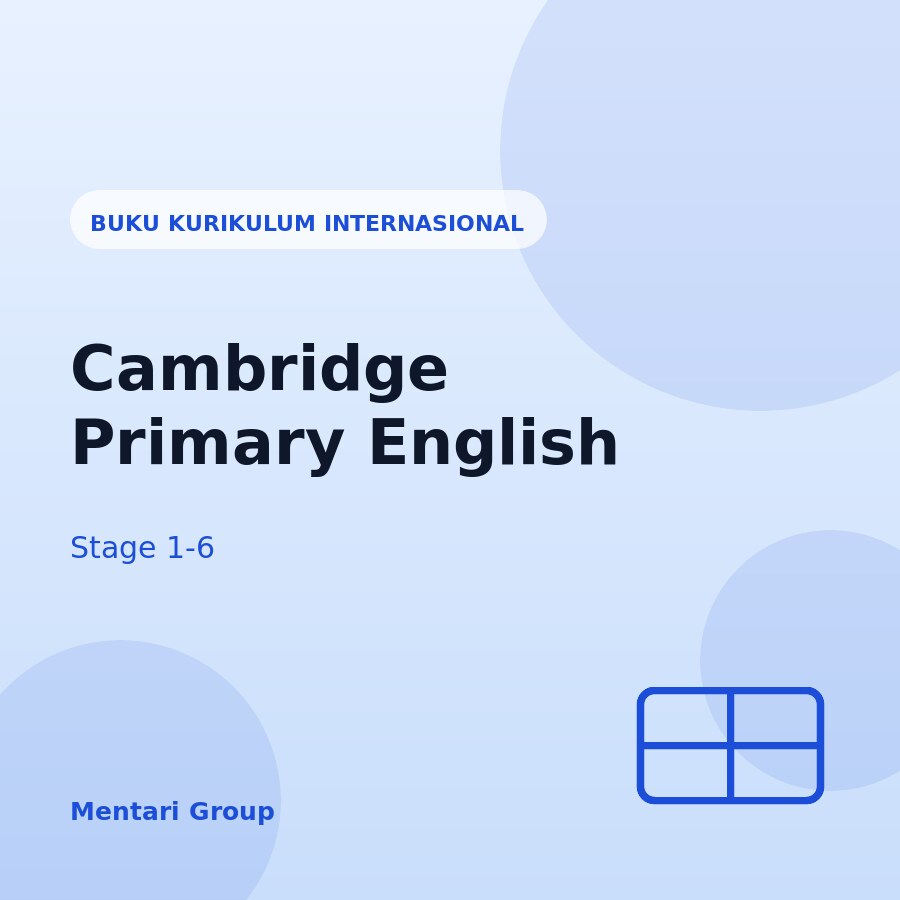 BUKU KURIKULUM INTERNASIONAL
Cambridge
Primary English
Stage 1-6
Mentari Group